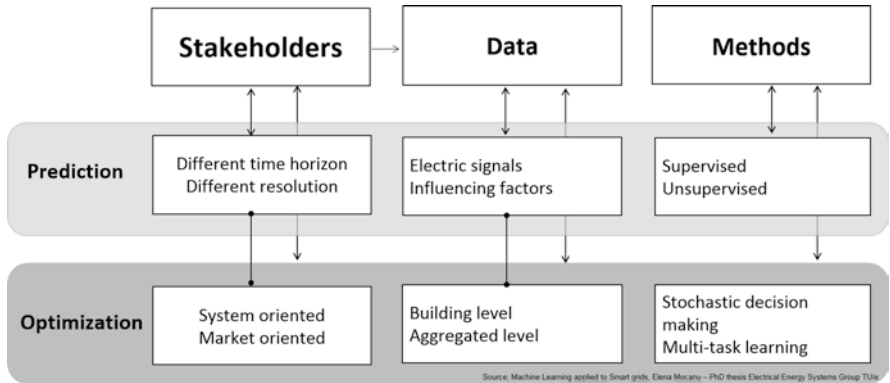 Stakeholders
Data
Methods
Prediction
Different time horizon
Different resolution
Electric signals
Influencing factors
Supervised
Unsupervised
Optimization
System oriented
Market oriented
Building level
Aggregated level
Stochastic decision
making
Multi-task learning
Source; Machine Learning applied to Smart grids, Elena Mocanu – PhD thesis Electrical Energy Systems Group TU/e